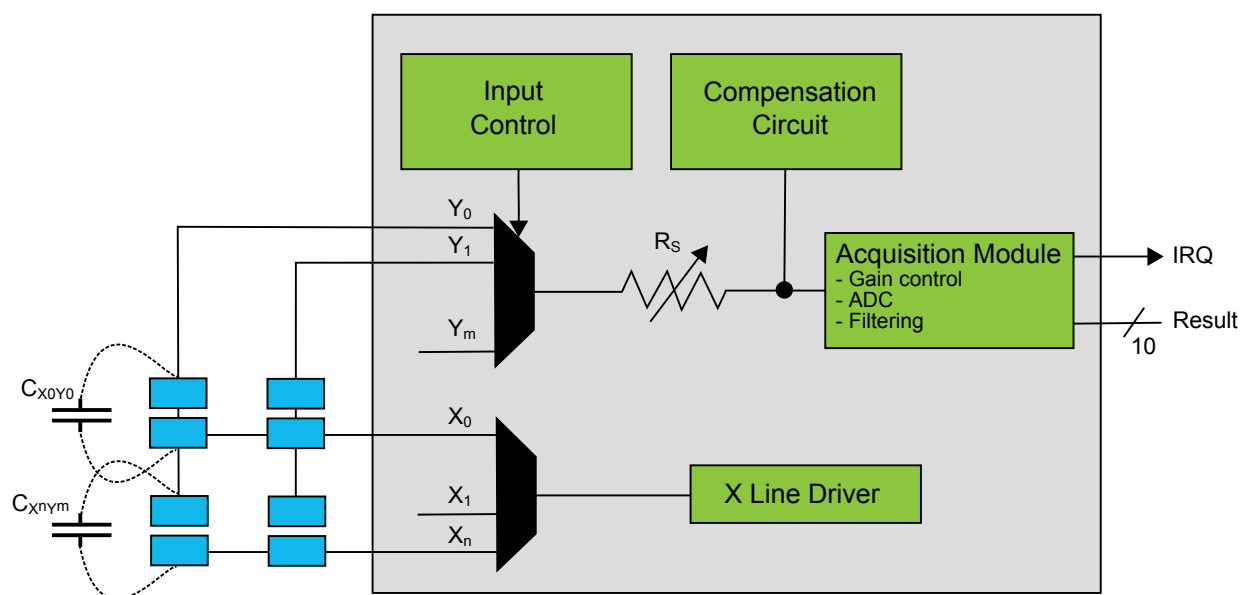 Input
Control
Compensation
Circuit
Y0
Y1
RS
Acquisition Module
- Gain control
- ADC
- Filtering
IRQ
Result
10
Ym
CX0Y0
X0
CXnYm
X1
Xn
X Line Driver